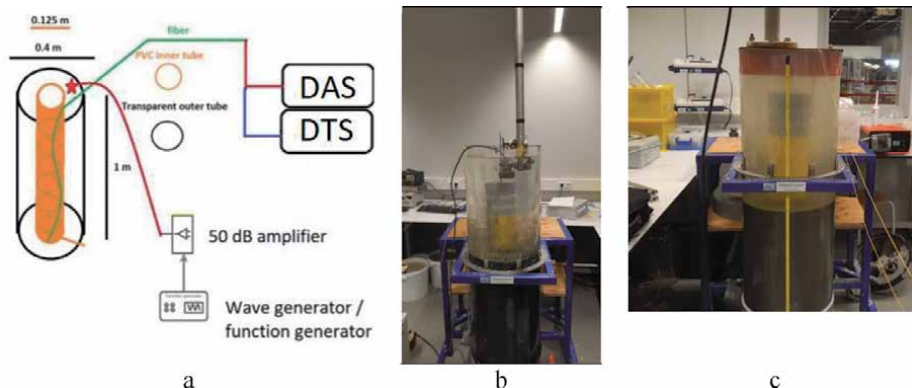 0.125 m
0.4 m
fiber
PVC inner tube
Transparent outer tube
1 m
DAS
DTS
50 dB amplifier
Wave generator /
function generator
a
b
c